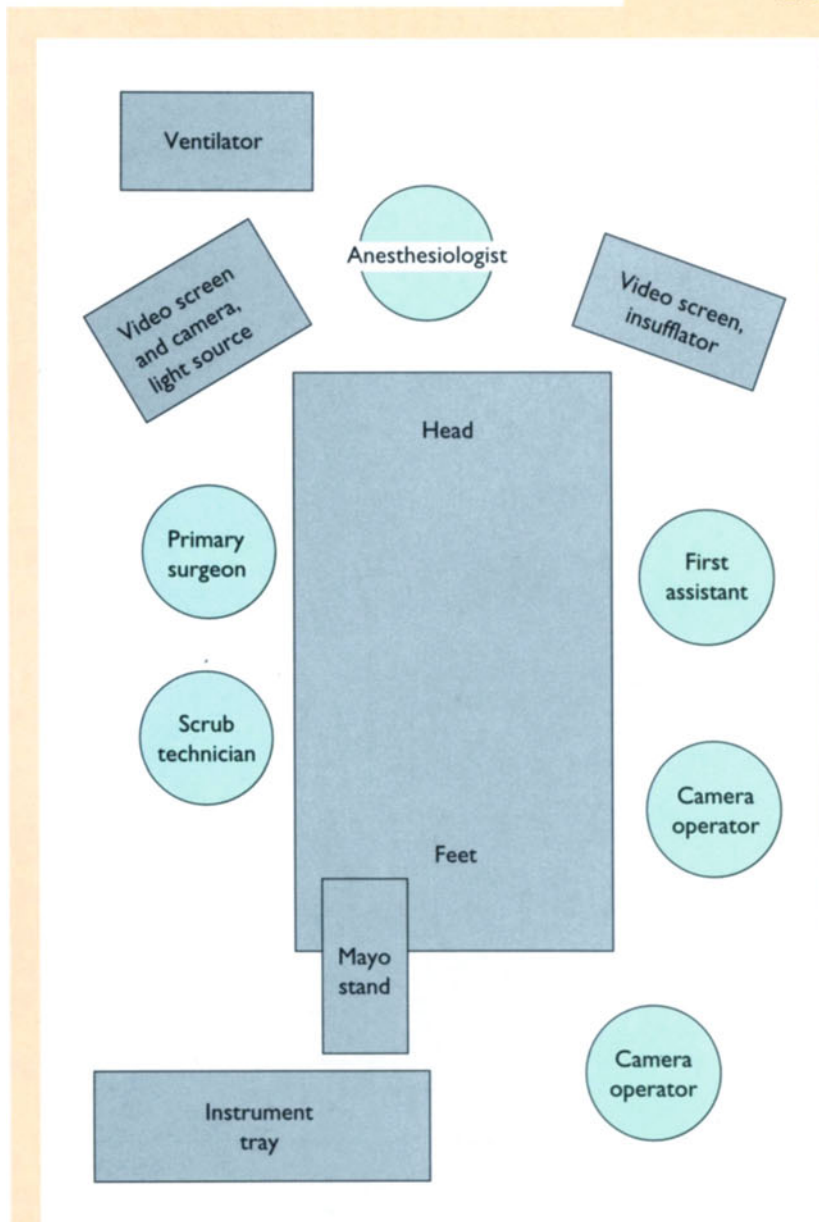 Ventilator
Anesthesiologist
Video screen
and camera,
light source
Video screen,
insufflator
Head
Primary
surgeon
First
assistant
Scrub
technician
Camera
operator
Feet
Mayo
stand
Camera
operator
Instrument
tray